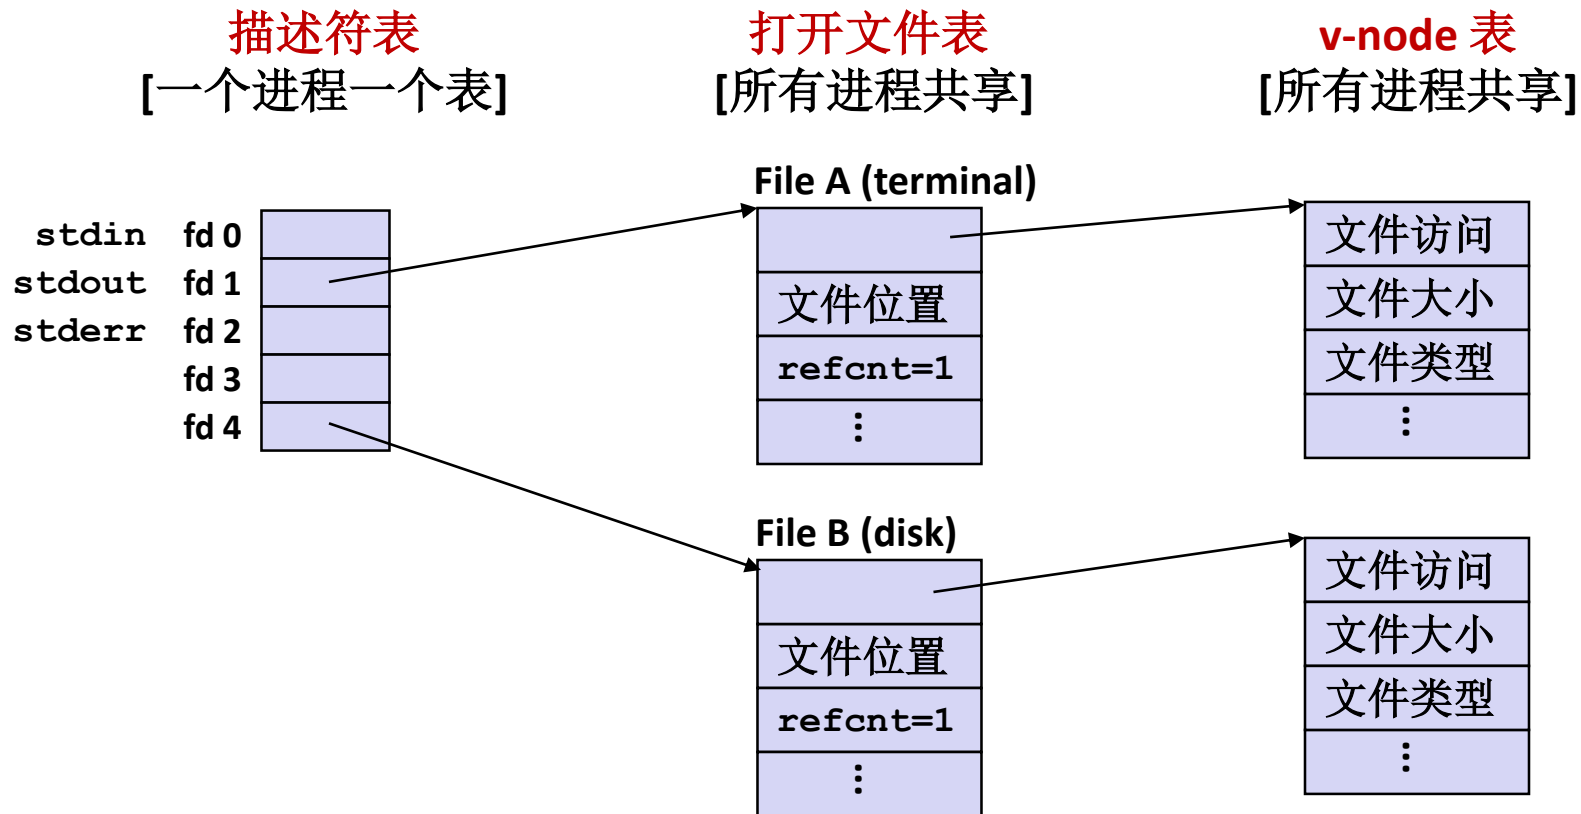 描述符表
[一个进程一个表]
打开文件表
[所有进程共享]
v-node 表
[所有进程共享]
stdin fd 0
stdout fd 1
stderr fd 2
fd 3
fd 4
File A (terminal)
文件位置
refcnt=1
⋮
文件访问
文件大小
文件类型
⋮
File B (disk)
文件位置
refcnt=1
⋮
文件访问
文件大小
文件类型
⋮